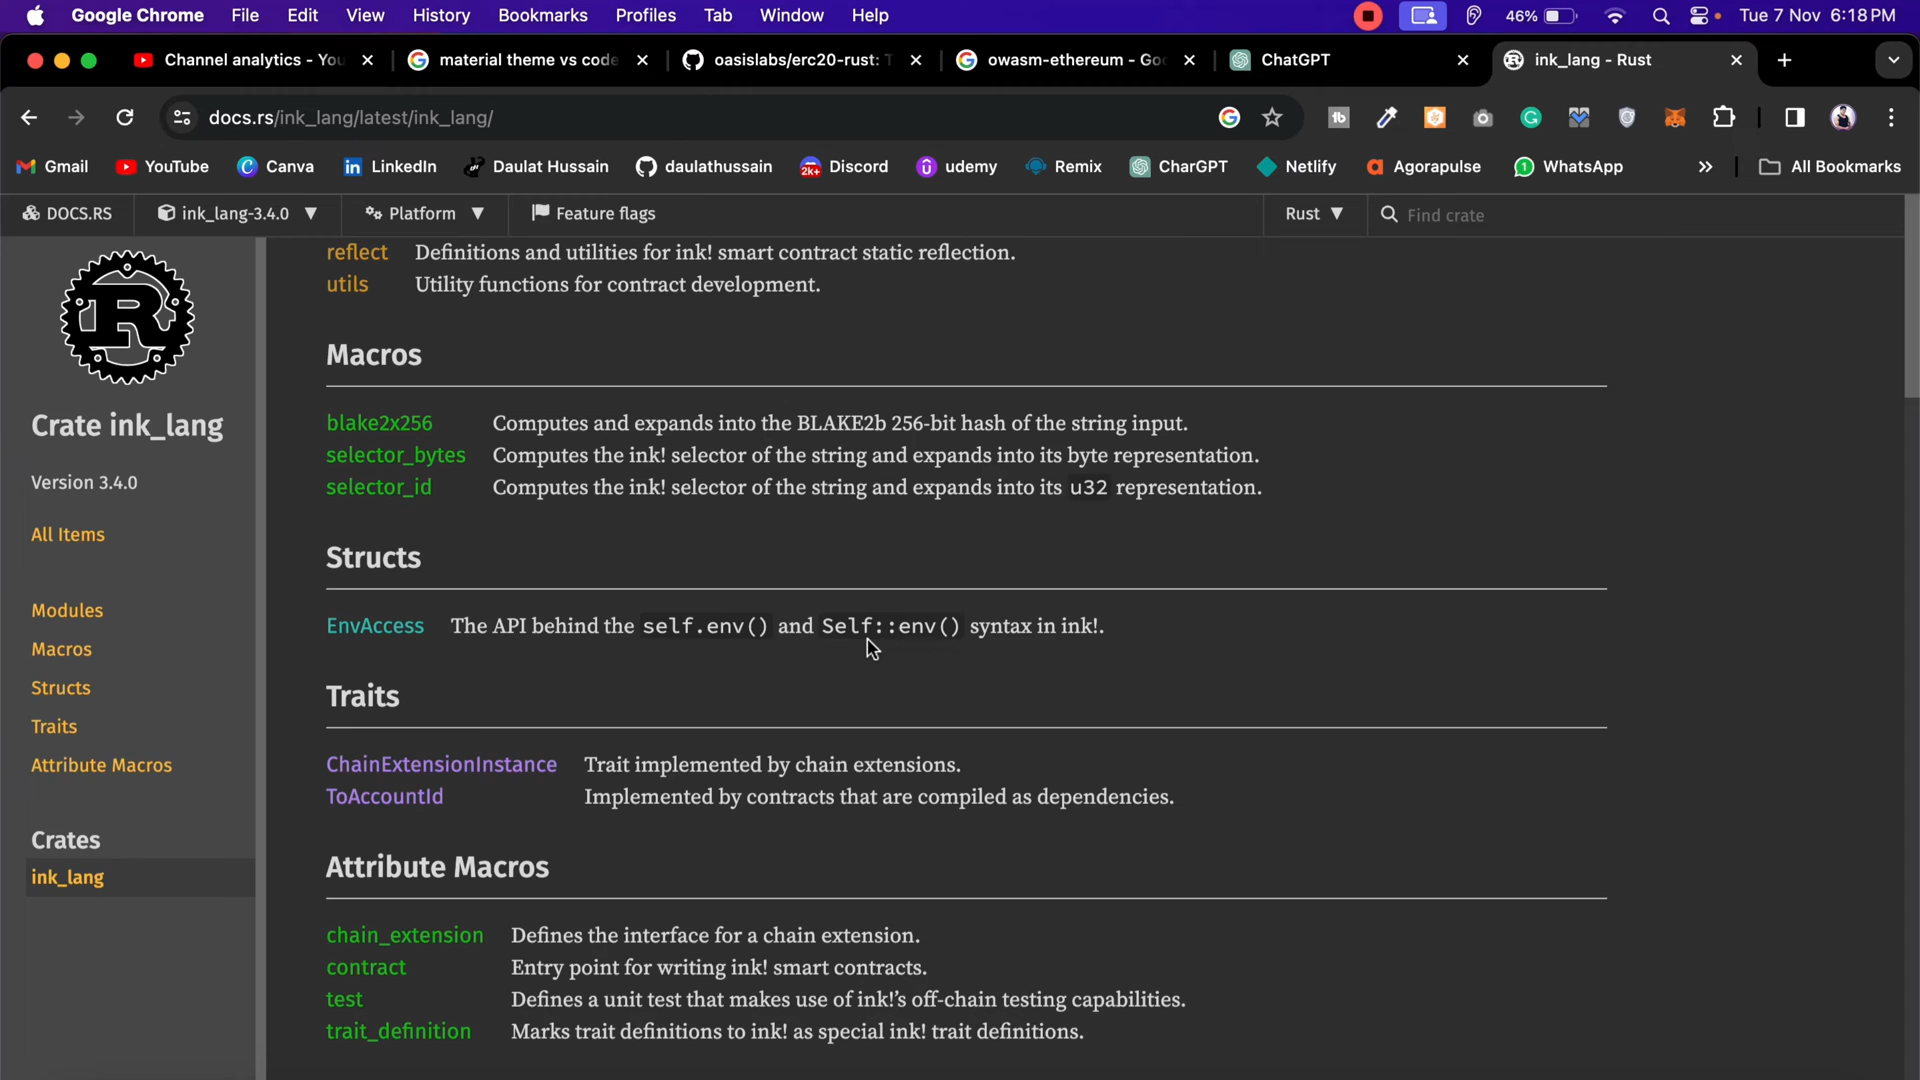 Google Chrome File Edit View History Bookmarks Profiles Tab Window Help 46% Tue 7 Nov 6:18 PM
Channel analytics - You material theme vs code oasislabs/erc20-rust: T owasm-ethereum - Goo ChatGPT ink_lang - Rust
docs.rs/ink_lang/latest/ink_lang/
Gmail YouTube Canva LinkedIn Daulat Hussain daulathussain Discord udemy Remix CharGPT Netlify Agorapulse WhatsApp » All Bookmarks
DOCS.RS ink_lang-3.4.0 Platform Feature flags Rust Find crate
reflect Definitions and utilities for ink! smart contract static reflection.
utils Utility functions for contract development.
Macros
blake2x256 Computes and expands into the BLAKE2b 256-bit hash of the string input.
selector_bytes Computes the ink! selector of the string and expands into its byte representation.
selector_id Computes the ink! selector of the string and expands into its u32 representation.
Structs
EnvAccess The API behind the self.env() and Self::env() syntax in ink!.
Traits
ChainExtensionInstance Trait implemented by chain extensions.
ToAccountId Implemented by contracts that are compiled as dependencies.
Attribute Macros
chain_extension Defines the interface for a chain extension.
contract Entry point for writing ink! smart contracts.
test Defines a unit test that makes use of ink!’s off-chain testing capabilities.
trait_definition Marks trait definitions to ink! as special ink! trait definitions.
R
Crate ink_lang
Version 3.4.0
All Items
Modules
Macros
Structs
Traits
Attribute Macros
Crates
ink_lang